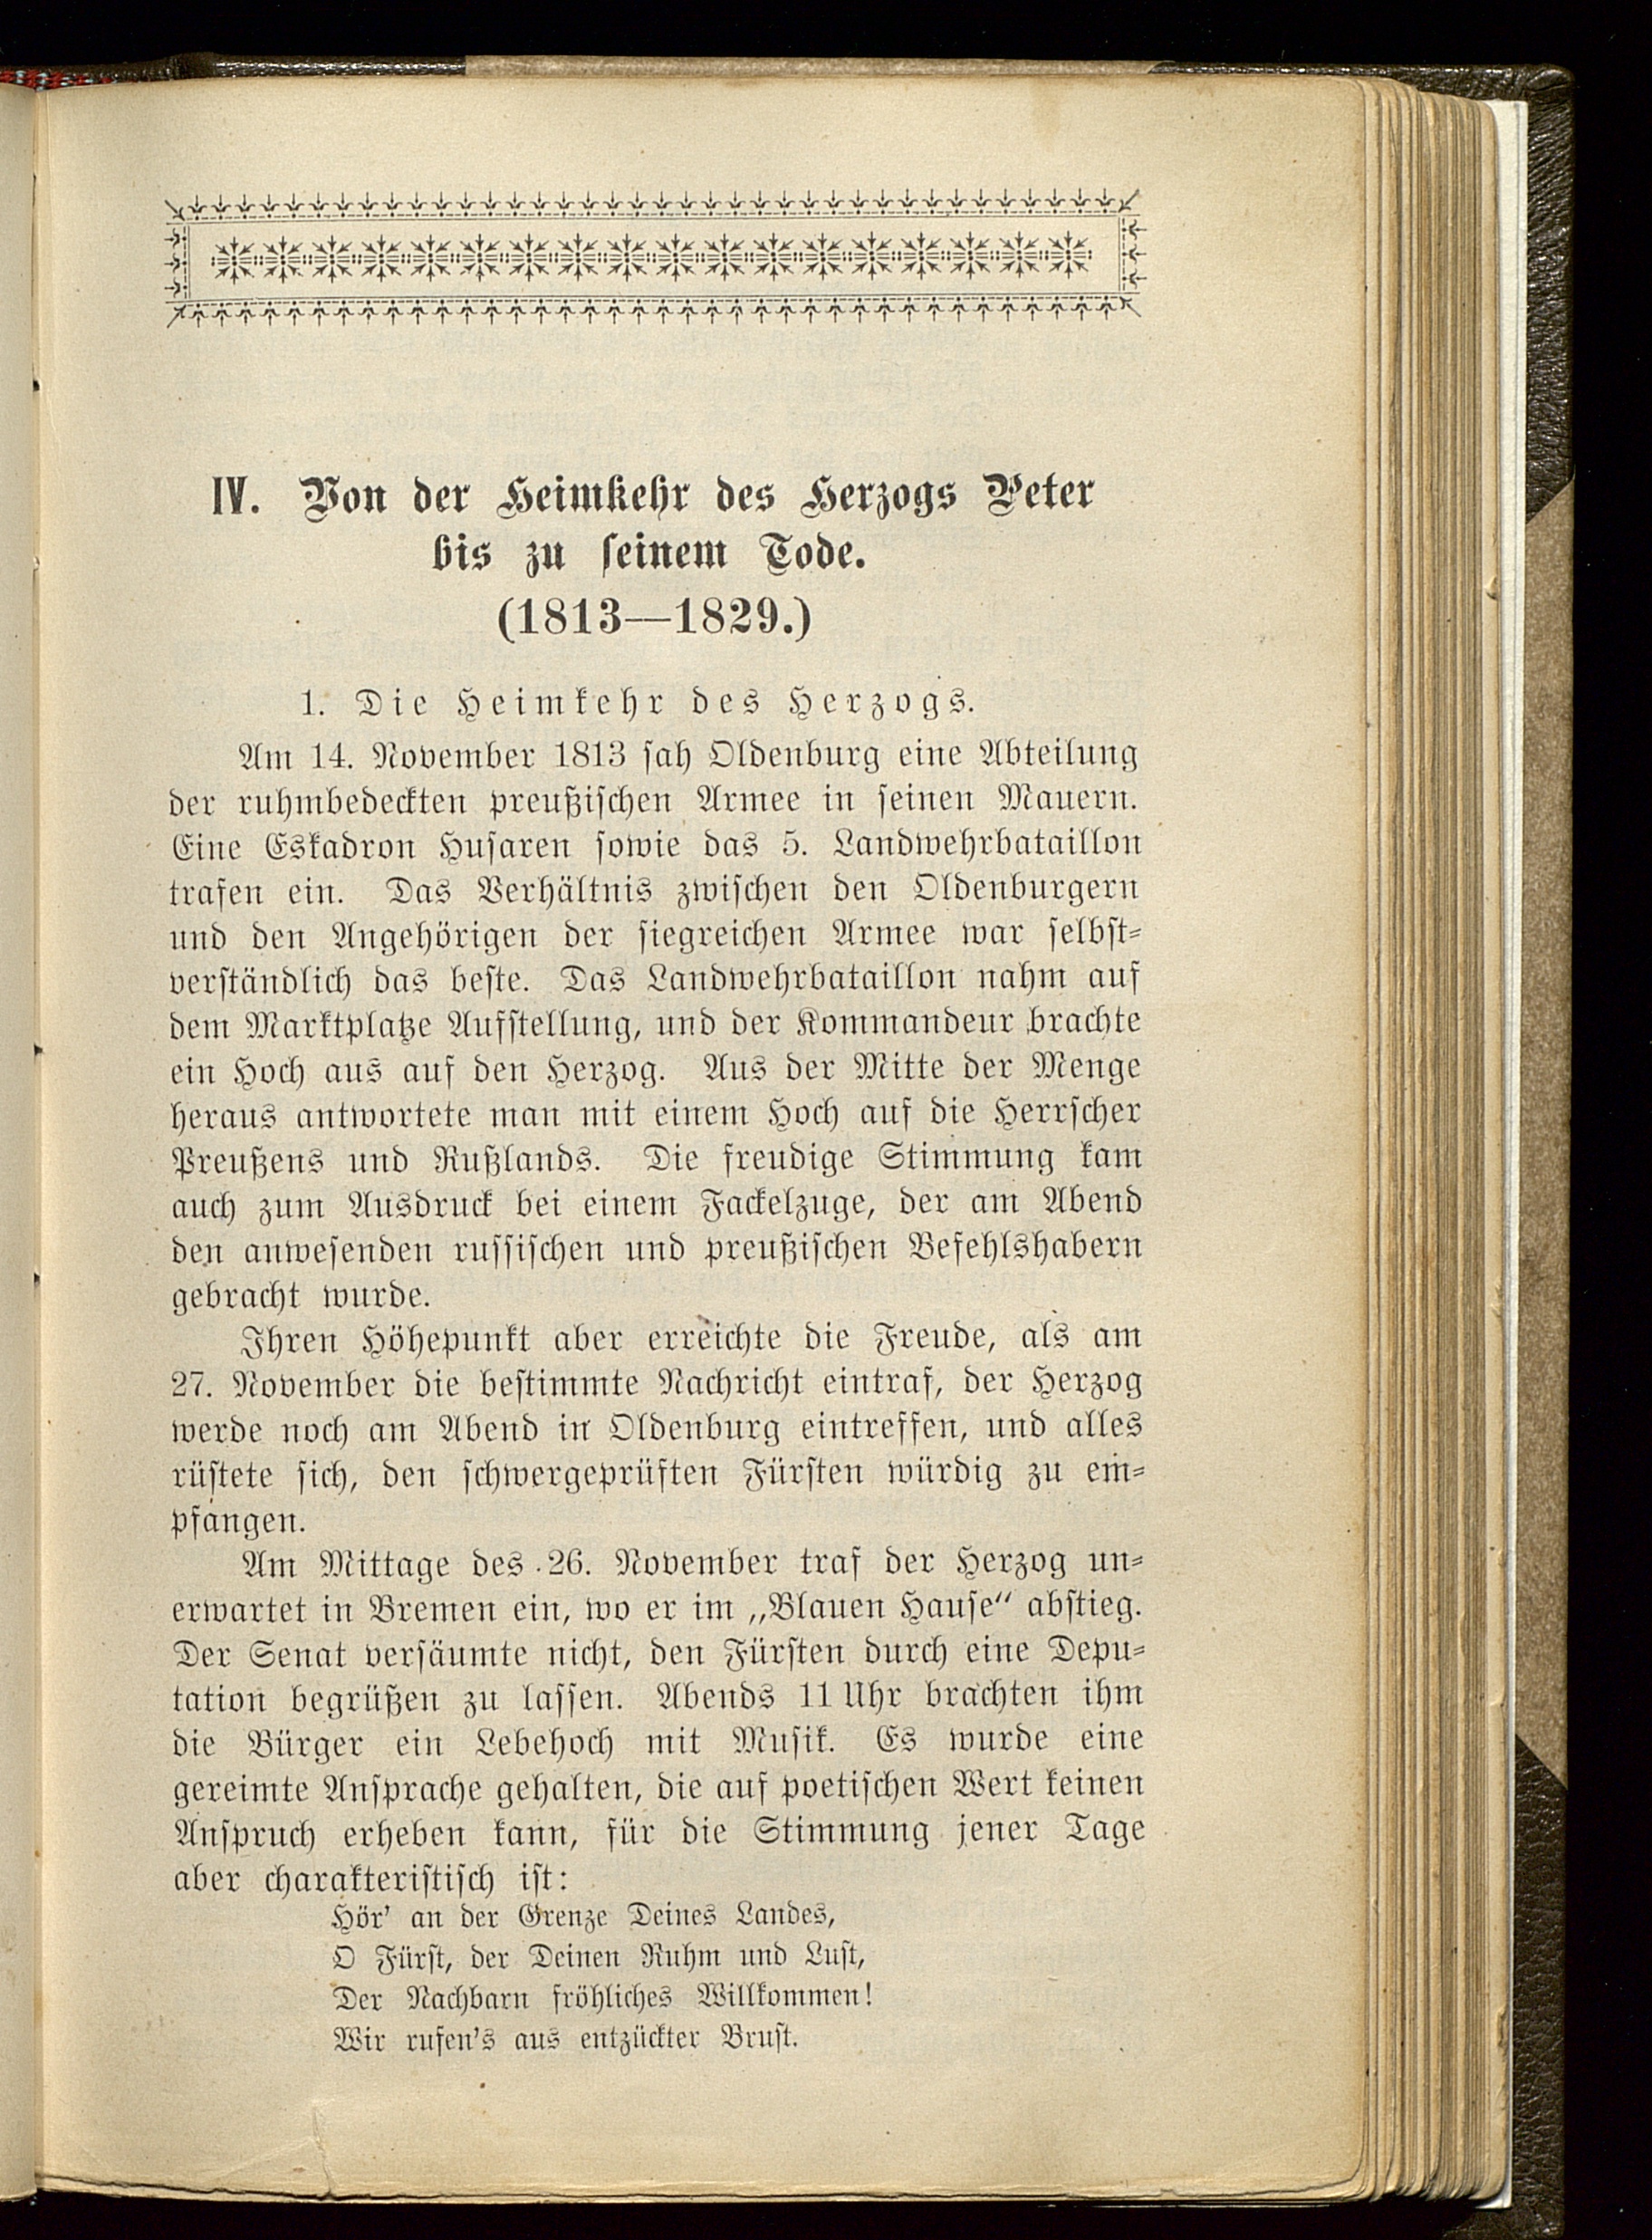 IV. Von der Heimkehr des Herzogs Peter
bis zu seinem Tode.
(1813—1829.)
1. Die Heimkehr des Herzogs.
Am 14. November 1813 sah Oldenburg eine Abteilung
der ruhmbedeckten preußischen Armee in seinen Mauern.
Eine Eskadron Husaren sowie das 5. Landwehrbataillon
trafen ein. Das Verhältnis zwischen den Oldenburgern
und den Angehörigen der siegreichen Armee war selbst-
verständlich das beste. Das Landwehrbataillon nahm auf
dem Marktplatze Aufstellung, und der Kommandeur brachte
ein Hoch aus auf den Herzog. Aus der Mitte der Menge
heraus antwortete man mit einem Hoch auf die Herrscher
Preußens und Rußlands. Die freudige Stimmung kam
auch zum Ausdruck bei einem Fackelzuge, der am Abend
den anwesenden russischen und preußischen Befehlshabern
gebracht wurde.
Ihren Höhepunkt aber erreichte die Freude, als am
27. November die bestimmte Nachricht eintraf, der Herzog
werde noch am Abend in Oldenburg eintreffen, und alles
rüstete sich, den schwergeprüften Fürsten würdig zu em-
pfangen.
Am Mittage des 26. November traf der Herzog un-
erwartet in Bremen ein, wo er im „Blauen Hause“ abstieg.
Der Senat versäumte nicht, den Fürsten durch eine Depu-
tation begrüßen zu lassen. Abends 11 Uhr brachten ihm
die Bürger ein Lebehoch mit Musik. Es wurde eine
gereimte Ansprache gehalten, die auf poetischen Wert keinen
Anspruch erheben kann, für die Stimmung jener Tage
aber charakteristisch ist:
Hör' an der Grenze Deines Landes,
O Fürst, der Deinen Ruhm und Lust,
Der Nachbarn fröhliches Willkommen!
Wir rufen's aus entzückter Brust.